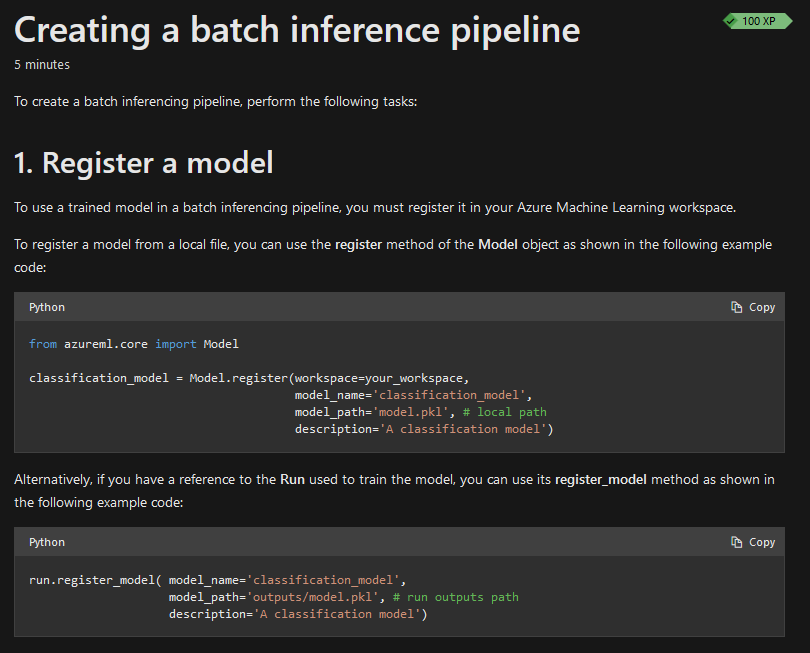 Creating a batch inference pipeline
100 XP
5 minutes
To create a batch inferencing pipeline, perform the following tasks:
1. Register a model
To use a trained model in a batch inferencing pipeline, you must register it in your Azure Machine Learning workspace.
To register a model from a local file, you can use the register method of the Model object as shown in the following example
code:
Python
Copy
from azureml.core import Model
classification_model = Model.register(workspace=your_workspace,
model_name='classification_model',
model_path='model.pkl', # local path
description='A classification model')
Alternatively, if you have a reference to the Run used to train the model, you can use its register_model method as shown in
the following example code:
Python
Copy
run.register_model( model_name='classification_model',
model_path='outputs/model.pkl', # run outputs path
description='A classification model')